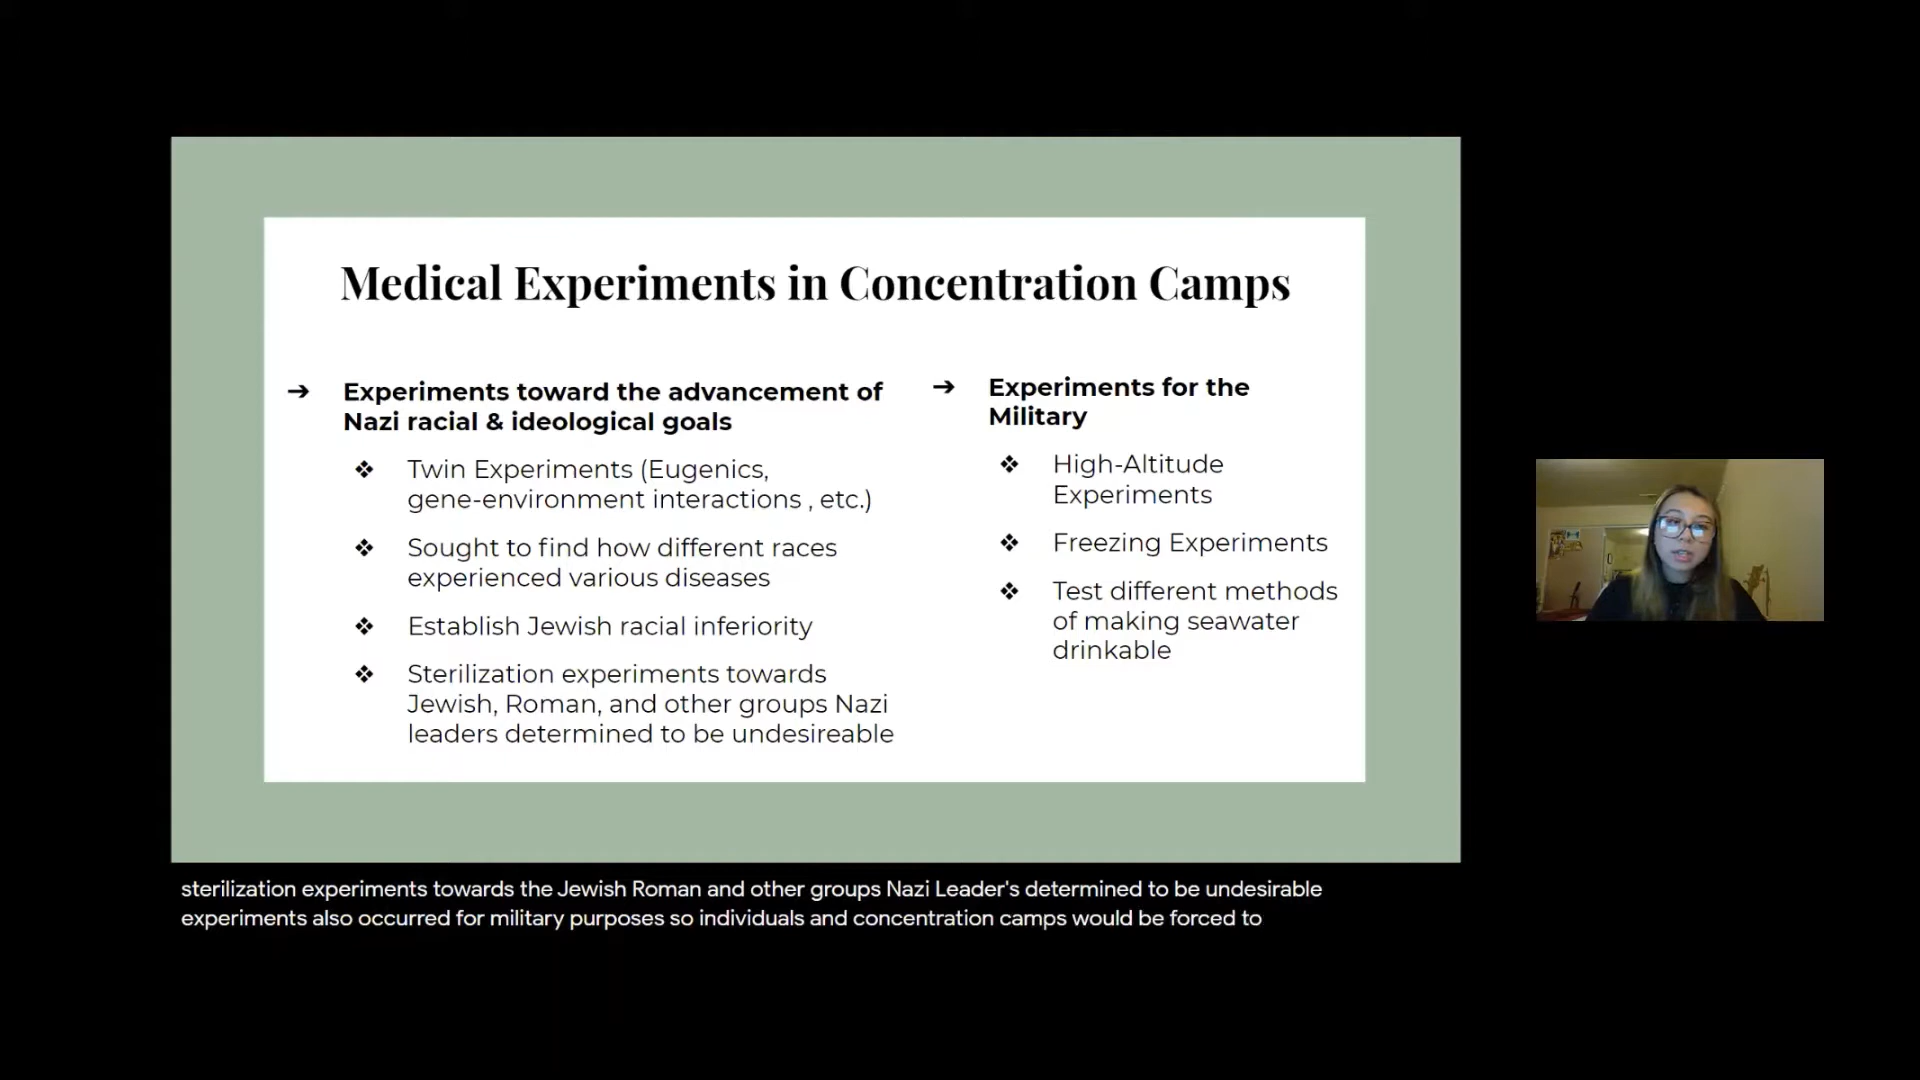 Medical Experiments in Concentration Camps
➔ Experiments toward the advancement of
Nazi racial & ideological goals
❖ Twin Experiments (Eugenics,
gene-environment interactions , etc.)
❖ Sought to find how different races
experienced various diseases
❖ Establish Jewish racial inferiority
❖ Sterilization experiments towards
Jewish, Roman, and other groups Nazi
leaders determined to be undesireable
➔ Experiments for the
Military
❖ High-Altitude
Experiments
❖ Freezing Experiments
❖ Test different methods
of making seawater
drinkable
sterilization experiments towards the Jewish Roman and other groups Nazi Leader's determined to be undesirable
experiments also occurred for military purposes so individuals and concentration camps would be forced to